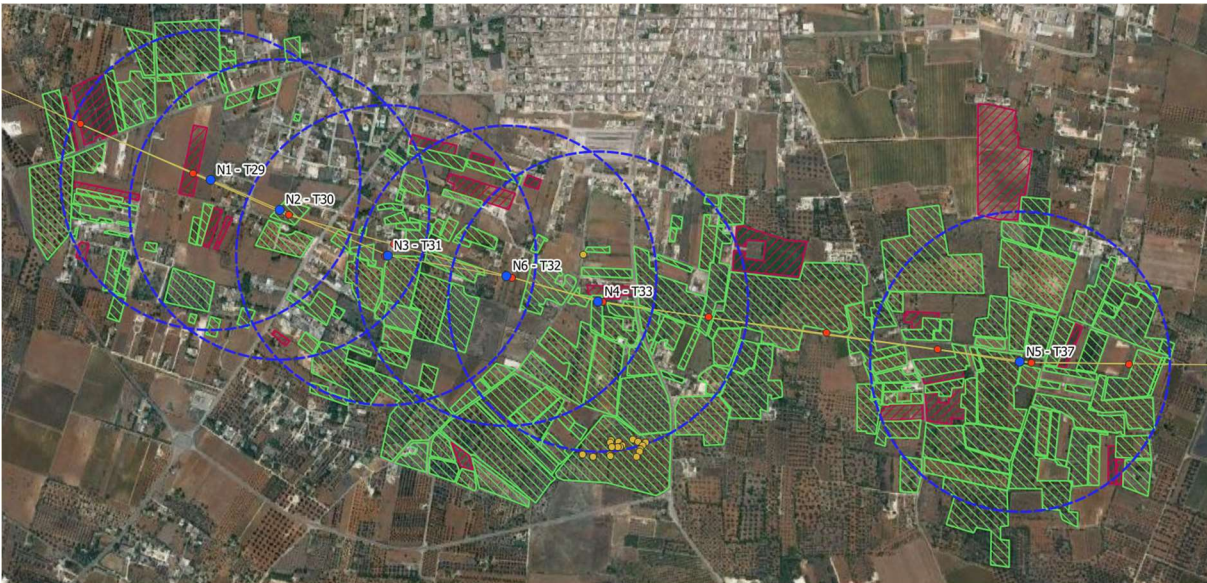 N1 - T29
N2 - T30
N3 - T31
N6 - T32
N4 - T33
N5 - T37